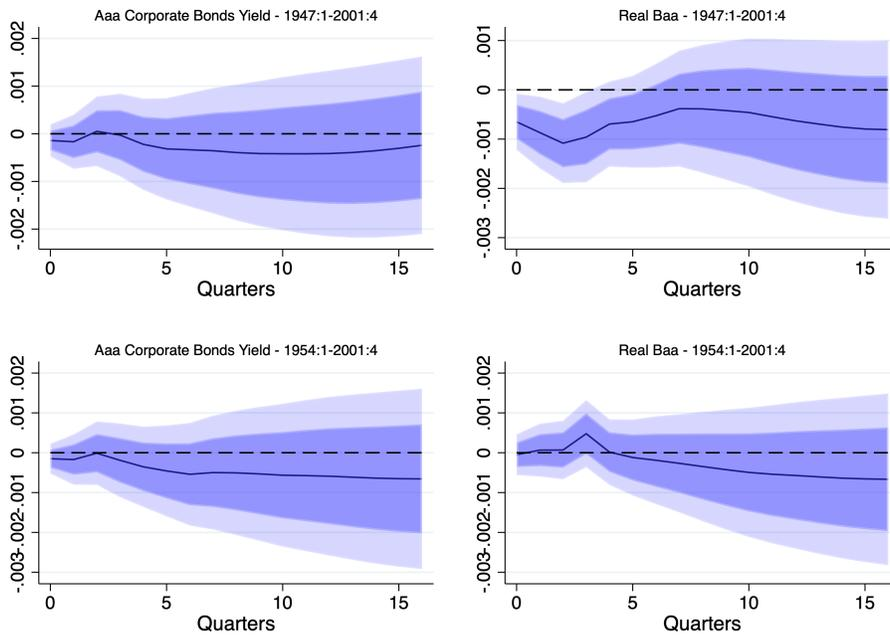 Aaa Corporate Bonds Yield - 1947:1-2001:4
.002
.001
0
-.001
-.002
0 5 10 15
Quarters
Real Baa - 1947:1-2001:4
.001
0
-.001
-.002
-.003
0 5 10 15
Quarters
Aaa Corporate Bonds Yield - 1954:1-2001:4
.002
.001
0
-.001
-.002
-.003
0 5 10 15
Quarters
Real Baa - 1954:1-2001:4
.002
.001
0
-.001
-.002
-.003
0 5 10 15
Quarters